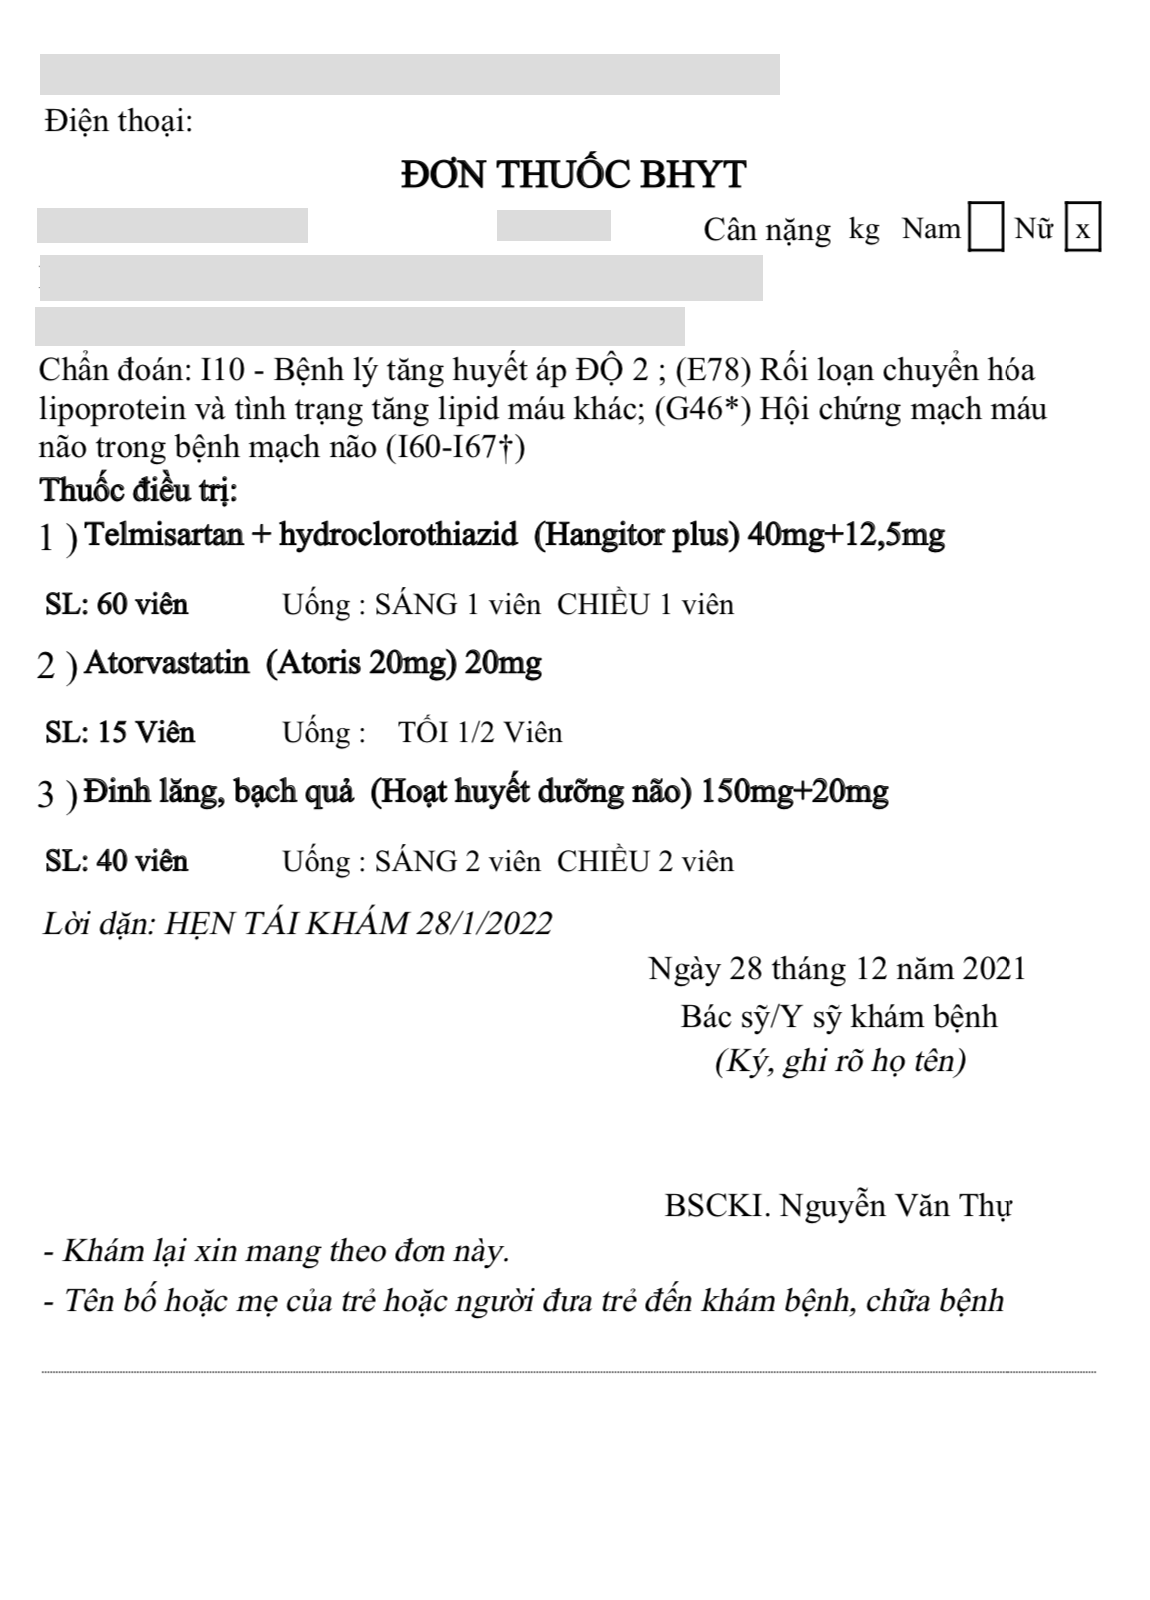 Điện thoại:
ĐƠN THUỐC BHYT
Cân nặng kg Nam Nữ x
Chẩn đoán: I10 - Bệnh lý tăng huyết áp ĐỘ 2 ; (E78) Rối loạn chuyển hóa
lipoprotein và tình trạng tăng lipid máu khác; (G46*) Hội chứng mạch máu
não trong bệnh mạch não (I60-I67†)
Thuốc điều trị:
1 ) Telmisartan + hydroclorothiazid (Hangitor plus) 40mg+12,5mg
SL: 60 viên Uống : SÁNG 1 viên CHIỀU 1 viên
2 ) Atorvastatin (Atoris 20mg) 20mg
SL: 15 Viên Uống : TỐI 1/2 Viên
3 ) Đinh lăng, bạch quả (Hoạt huyết dưỡng não) 150mg+20mg
SL: 40 viên Uống : SÁNG 2 viên CHIỀU 2 viên
Lời dặn: HẸN TÁI KHÁM 28/1/2022
Ngày 28 tháng 12 năm 2021
Bác sỹ/Y sỹ khám bệnh
(Ký, ghi rõ họ tên)
BSCKI. Nguyễn Văn Thự
- Khám lại xin mang theo đơn này.
- Tên bố hoặc mẹ của trẻ hoặc người đưa trẻ đến khám bệnh, chữa bệnh